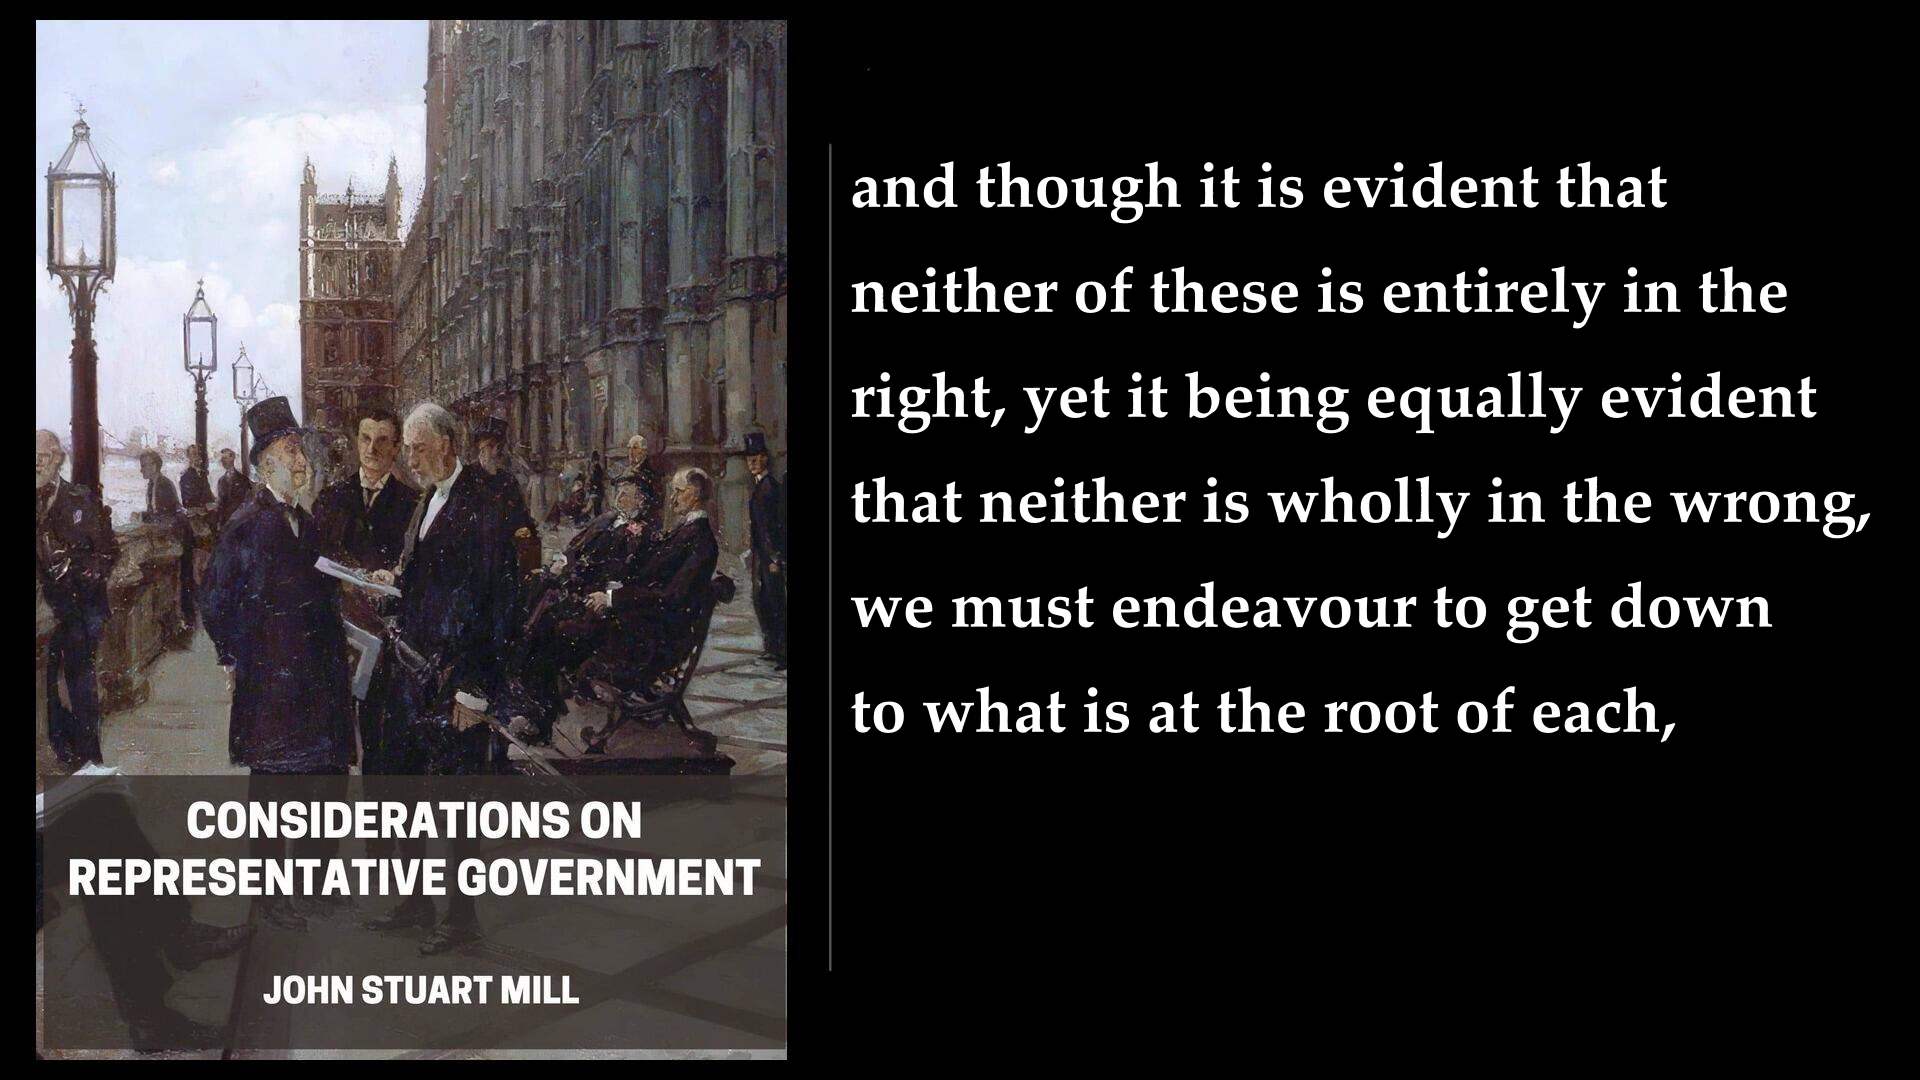 CONSIDERATIONS ON
REPRESENTATIVE GOVERNMENT
JOHN STUART MILL
and though it is evident that
neither of these is entirely in the
right, yet it being equally evident
that neither is wholly in the wrong,
we must endeavour to get down
to what is at the root of each,